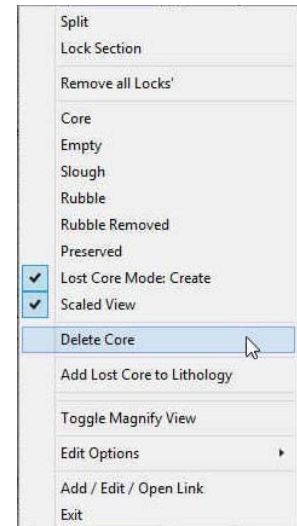 Split
Lock Section
Remove all Locks'
Core
Empty
Slough
Rubble
Rubble Removed
Preserved
Lost Core Mode: Create
Scaled View
Delete Core
Add Lost Core to Lithology
Toggle Magnify View
Edit Options
Add / Edit / Open Link
Exit